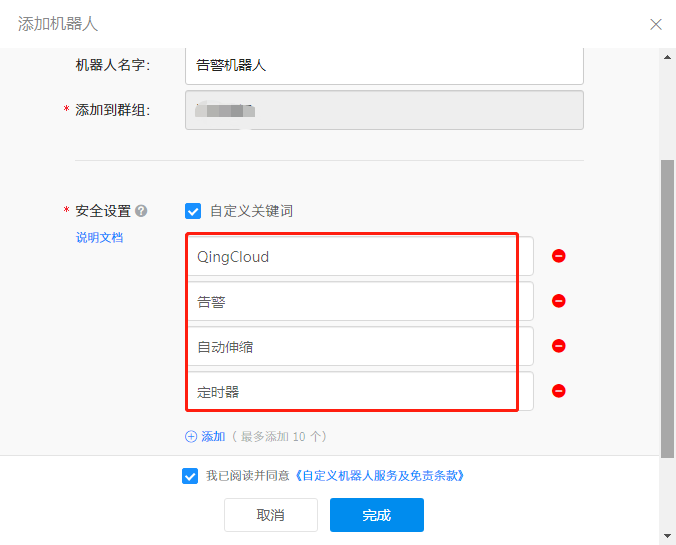 添加机器人
机器人名字:
告警机器人
* 添加到群组:
* 安全设置 ?
自定义关键词
说明文档
QingCloud
告警
自动伸缩
定时器
添加 ( 最多添加 10 个)
我已阅读并同意《自定义机器人服务及免责条款》
取消
完成